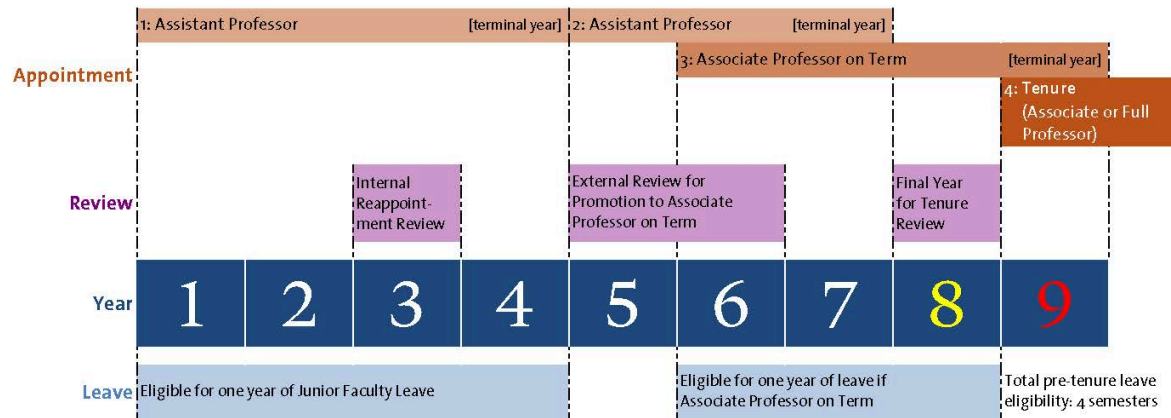 1: Assistant Professor [terminal year] 2: Assistant Professor [terminal year]
Appointment
3: Associate Professor on Term [terminal year]
4: Tenure
(Associate or Full
Professor)
Review
Internal
Reappoint-
ment Review
External Review for
Promotion to Associate
Professor on Term
Final Year
for Tenure
Review
Year 1 2 3 4 5 6 7 8 9
Leave
Eligible for one year of Junior Faculty Leave
Eligible for one year of leave if
Associate Professor on Term
Total pre-tenure leave
eligibility: 4 semesters